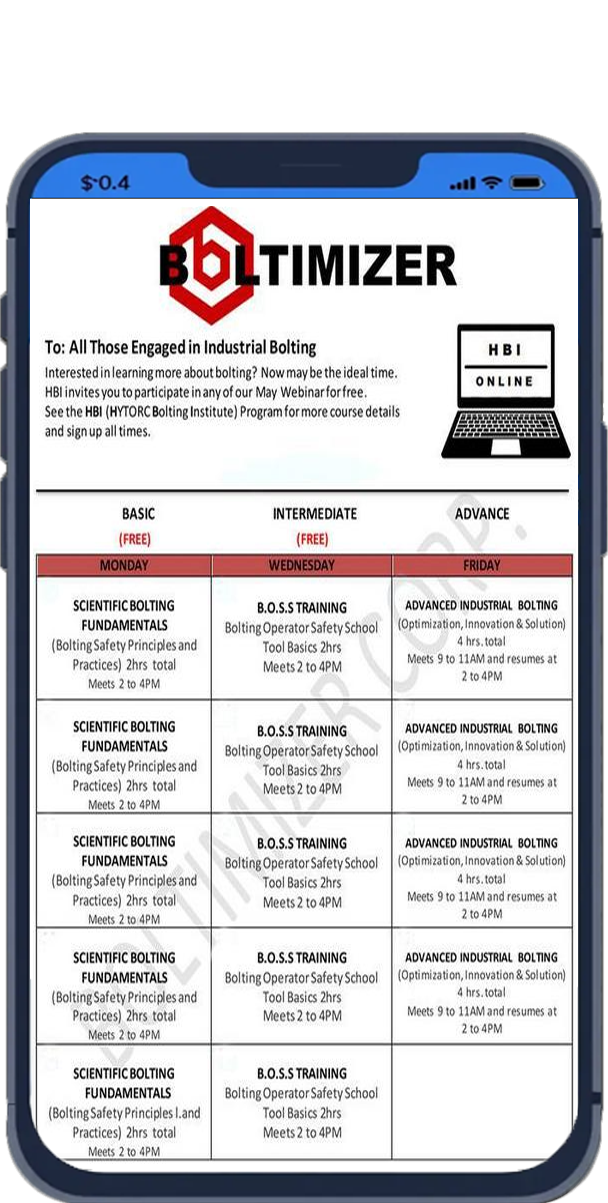 $ 0.4
BOLTIMIZER
To: All Those Engaged in Industrial Bolting
Interested in learning more about bolting? Now may be the ideal time.
HBI invites you to participate in any of our May Webinar for free.
See the HBI (HYTORC Bolting Institute) Program for more course details
and sign up all times.
HBI
ONLINE
BASIC
(FREE)
INTERMEDIATE
(FREE)
ADVANCE
MONDAY
WEDNESDAY
FRIDAY
SCIENTIFIC BOLTING
FUNDAMENTALS
(Bolting Safety Principles and
Practices) 2hrs total
Meets 2 to 4PM
B.O.S.S TRAINING
Bolting Operator Safety School
Tool Basics 2hrs
Meets 2 to 4PM
ADVANCED INDUSTRIAL BOLTING
(Optimization, Innovation & Solution)
4 hrs. total
Meets 9 to 11AM and resumes at
2 to 4PM
SCIENTIFIC BOLTING
FUNDAMENTALS
(Bolting Safety Principles and
Practices) 2hrs total
Meets 2 to 4PM
B.O.S.S TRAINING
Bolting Operator Safety School
Tool Basics 2hrs
Meets 2 to 4PM
ADVANCED INDUSTRIAL BOLTING
(Optimization, Innovation & Solution)
4 hrs. total
Meets 9 to 11AM and resumes at
2 to 4PM
SCIENTIFIC BOLTING
FUNDAMENTALS
(Bolting Safety Principles and
Practices) 2hrs total
Meets 2 to 4PM
B.O.S.S TRAINING
Bolting Operator Safety School
Tool Basics 2hrs
Meets 2 to 4PM
ADVANCED INDUSTRIAL BOLTING
(Optimization, Innovation & Solution)
4 hrs. total
Meets 9 to 11AM and resumes at
2 to 4PM
SCIENTIFIC BOLTING
FUNDAMENTALS
(Bolting Safety Principles and
Practices) 2hrs total
Meets 2 to 4PM
B.O.S.S TRAINING
Bolting Operator Safety School
Tool Basics 2hrs
Meets 2 to 4PM
ADVANCED INDUSTRIAL BOLTING
(Optimization, Innovation & Solution)
4 hrs. total
Meets 9 to 11AM and resumes at
2 to 4PM
SCIENTIFIC BOLTING
FUNDAMENTALS
(Bolting Safety Principles l.and
Practices) 2hrs total
Meets 2 to 4PM
B.O.S.S TRAINING
Bolting Operator Safety School
Tool Basics 2hrs
Meets 2 to 4PM
BOLTIMIZER CORP.